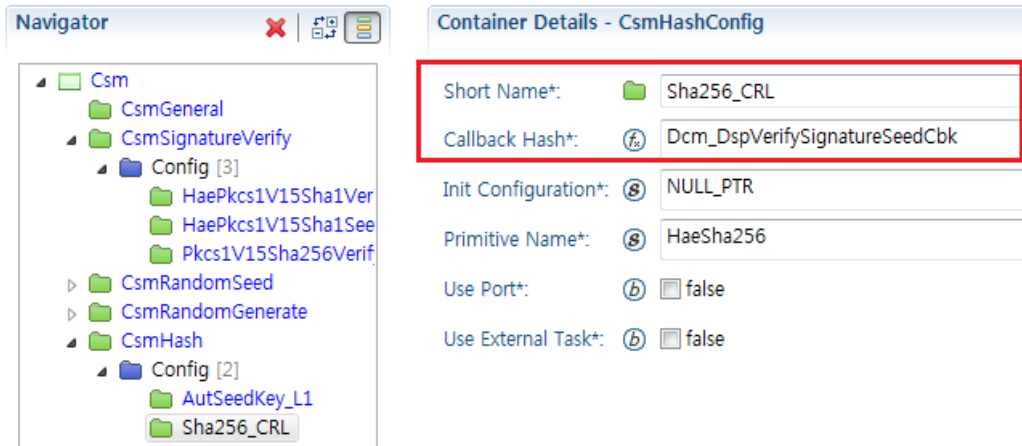 Navigator
Csm
CsmGeneral
CsmSignatureVerify
Config [3]
HaePkcs1V15Sha1Ver
HaePkcs1V15Sha1See
Pkcs1V15Sha256Verif
CsmRandomSeed
CsmRandomGenerate
CsmHash
Config [2]
AutSeedKey_L1
Sha256_CRL
Container Details - CsmHashConfig
Short Name*: Sha256_CRL
Callback Hash*: Dcm_DspVerifySignatureSeedCbk
Init Configuration*: NULL_PTR
Primitive Name*: HaeSha256
Use Port*: false
Use External Task*: false